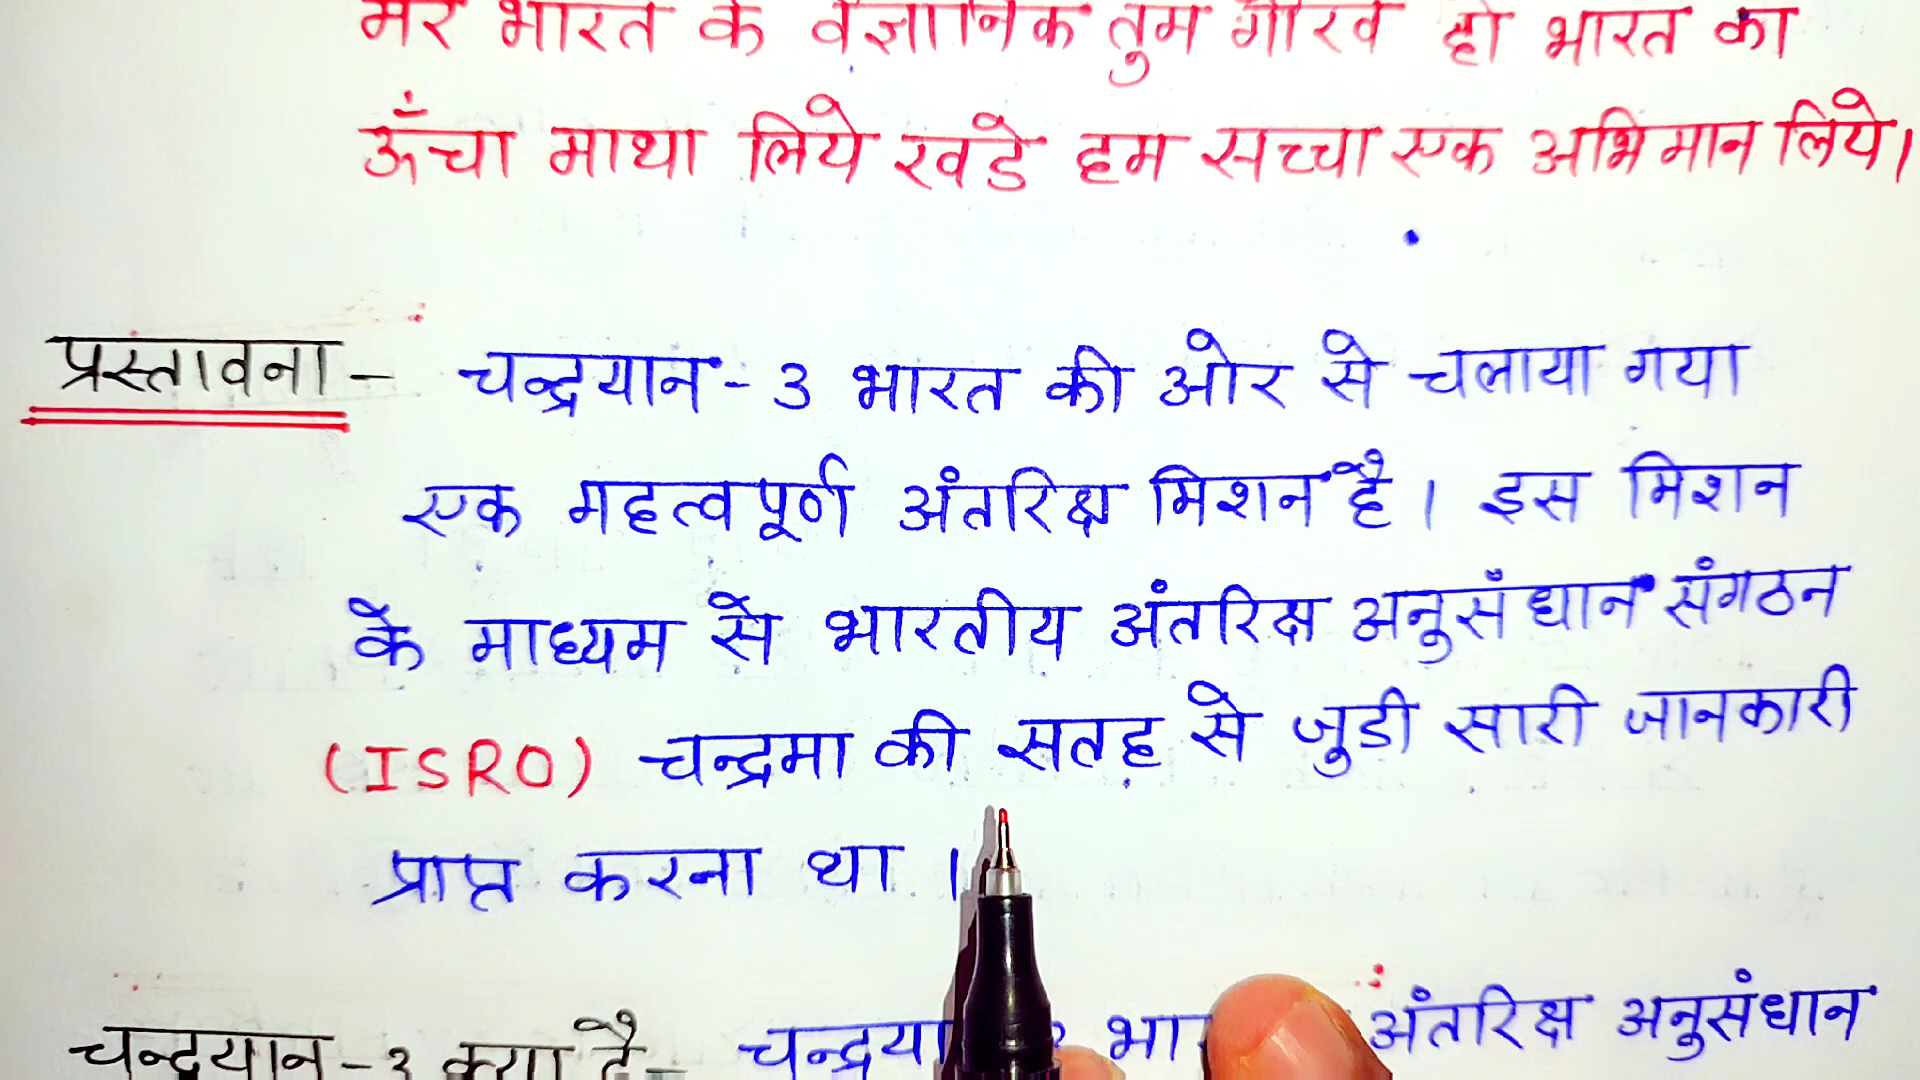 मेरे भारत के वैज्ञानिक तुम गौरव हो भारत का
ऊँचा माथा लिये खडे हम सच्चा एक अभिमान लिये।
प्रस्तावना - चन्द्रयान - 3 भारत की ओर से चलाया गया
एक महत्वपूर्ण अंतरिक्ष मिशन है। इस मिशन
के माध्यम से भारतीय अंतरिक्ष अनुसंधान संगठन
(ISRO) चन्द्रमा की सतह से जुडी सारी जानकारी
प्राप्त करना था।
चन्द्रयान - 3 क्या है - अंतरिक्ष अनुसंधान